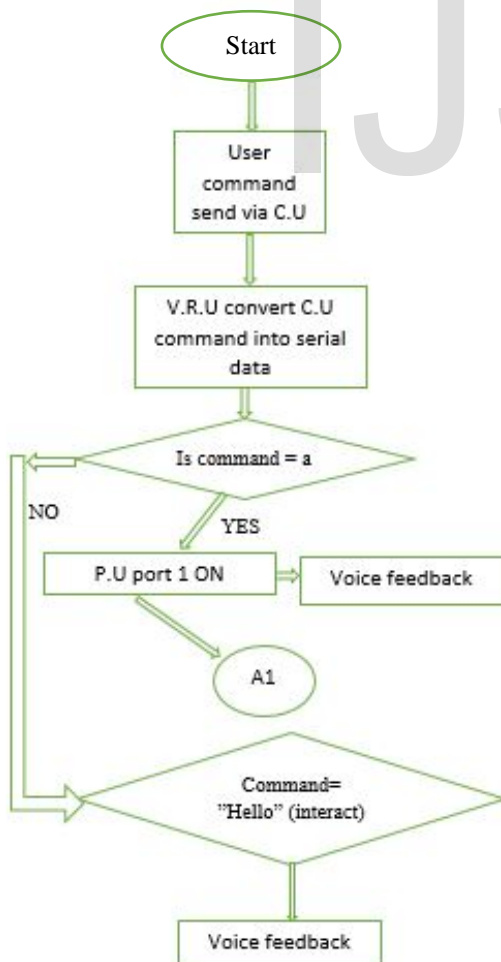 Start
User
command
send via C.U
V.R.U convert C.U
command into serial
data
Is command = a
NO
YES
P.U port 1 ON
Voice feedback
A1
Command=
”Hello” (interact)
Voice feedback